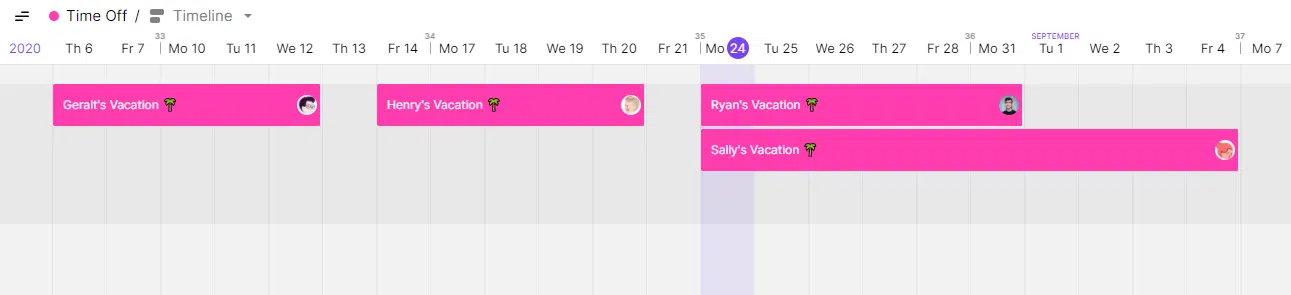 Time Off / Timeline
33 34 35 36 SEPTEMBER 37
2020 Th 6 Fr 7 Mo 10 Tu 11 We 12 Th 13 Fr 14 Mo 17 Tu 18 We 19 Th 20 Fr 21 Mo 24 Tu 25 We 26 Th 27 Fr 28 Mo 31 Tu 1 We 2 Th 3 Fr 4 Mo 7
Geralt's Vacation 🌴 Henry's Vacation 🌴 Ryan's Vacation 🌴
Sally's Vacation 🌴